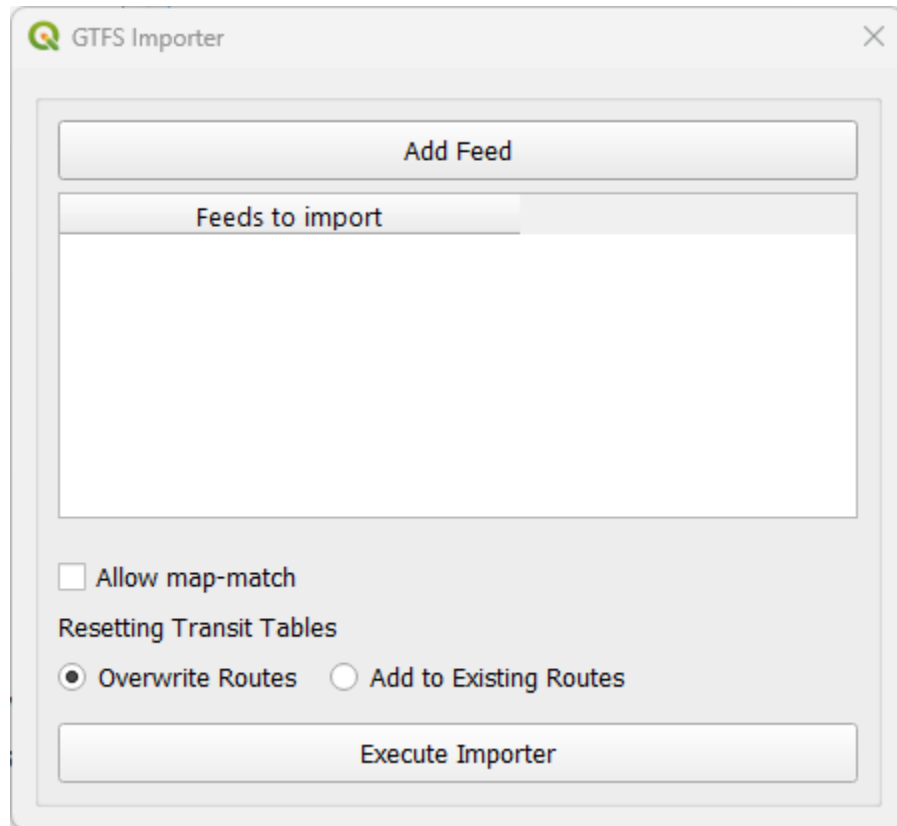 GTFS Importer
Add Feed
Feeds to import
Allow map-match
Resetting Transit Tables
Overwrite Routes Add to Existing Routes
Execute Importer